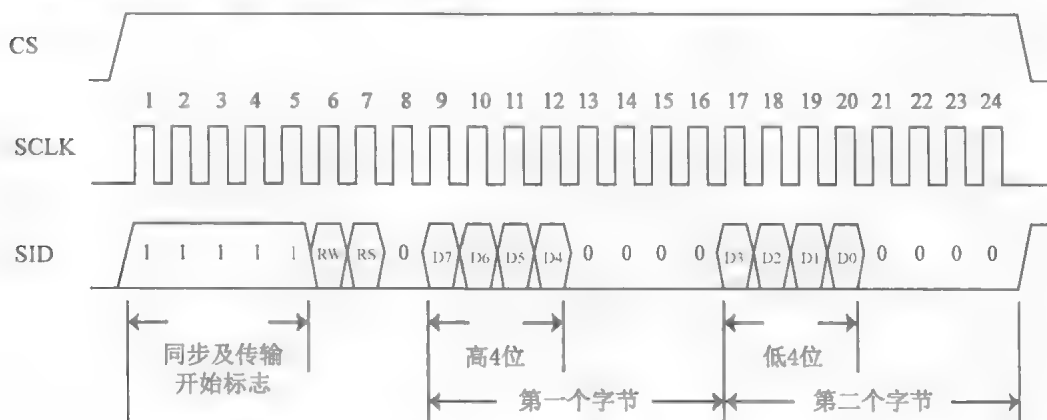 CS
1 2 3 4 5 6 7 8 9 10 11 12 13 14 15 16 17 18 19 20 21 22 23 24
SCLK
SID
1 1 1 1 1 RW RS 0 D7 D6 D5 D4 0 0 0 0 D3 D2 D1 D0 0 0 0 0
同步及传输
开始标志
高4位
低4位
第一个字节
第二个字节